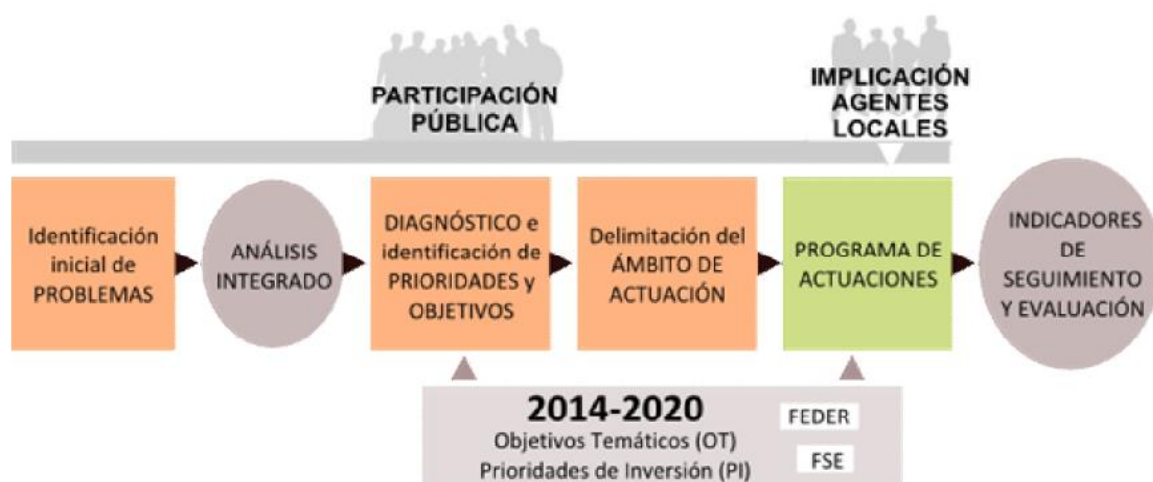 PARTICIPACIÓN
PÚBLICA
IMPLICACIÓN
AGENTES
LOCALES
Identificación
inicial de
PROBLEMAS
ANÁLISIS
INTEGRADO
DIAGNÓSTICO e
identificación de
PRIORIDADES y
OBJETIVOS
Delimitación del
ÁMBITO DE
ACTUACIÓN
PROGRAMA DE
ACTUACIONES
INDICADORES
DE
SEGUIMIENTO
Y EVALUACIÓN
2014-2020
Objetivos Temáticos (OT)
Prioridades de Inversión (PI)
FEDER
FSE